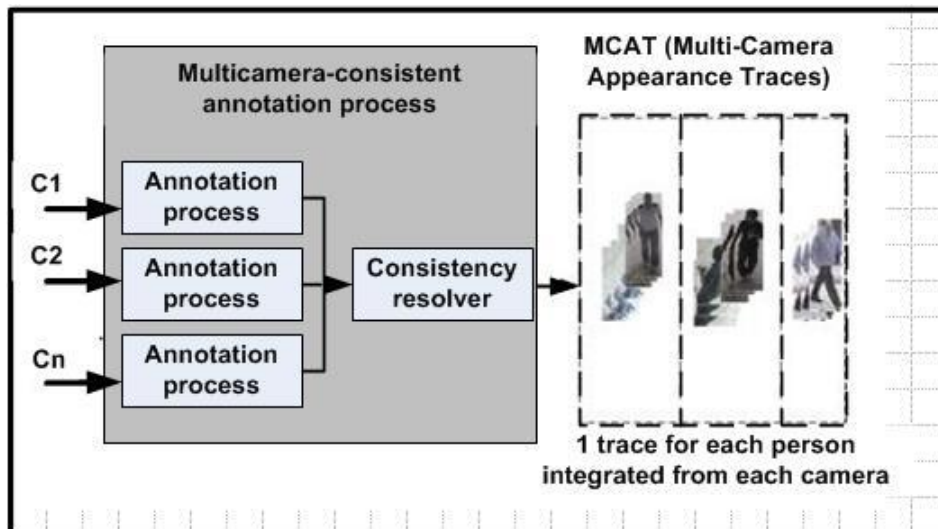 MCAT (Multi-Camera
Appearance Traces)
Multicamera-consistent
annotation process
C1
Annotation
process
C2
Annotation
process
Consistency
resolver
Cn
Annotation
process
1 trace for each person
integrated from each camera